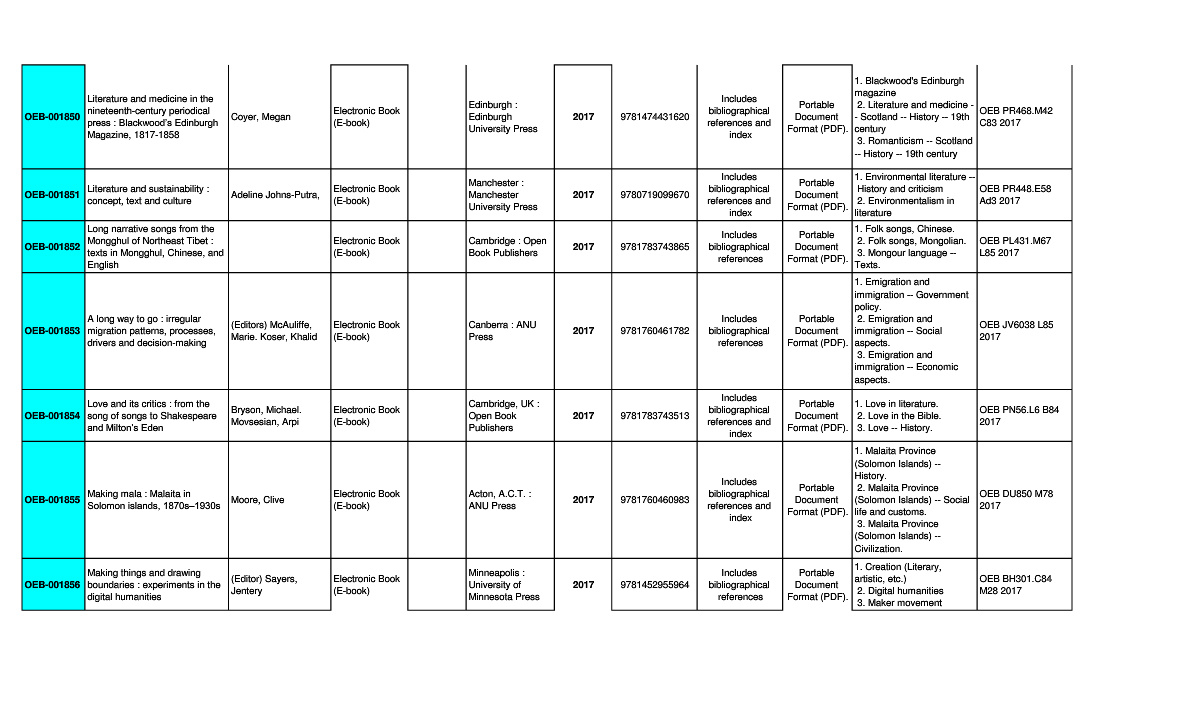 OEB-001850
Literature and medicine in the
nineteenth-century periodical
press : Blackwood's Edinburgh
Magazine, 1817-1858
Coyer, Megan
Electronic Book
(E-book)
Edinburgh :
Edinburgh
University Press
2017
9781474431620
Includes
bibliographical
references and
index
Portable
Document
Format (PDF).
1. Blackwood's Edinburgh
magazine
2. Literature and medicine -
- Scotland -- History -- 19th
century
3. Romanticism -- Scotland
-- History -- 19th century
OEB PR468.M42
C83 2017
OEB-001851
Literature and sustainability :
concept, text and culture
Adeline Johns-Putra,
Electronic Book
(E-book)
Manchester :
Manchester
University Press
2017
9780719099670
Includes
bibliographical
references and
index
Portable
Document
Format (PDF).
1. Environmental literature --
History and criticism
2. Environmentalism in
literature
OEB PR448.E58
Ad3 2017
OEB-001852
Long narrative songs from the
Mongghul of Northeast Tibet :
texts in Mongghul, Chinese, and
English
Electronic Book
(E-book)
Cambridge : Open
Book Publishers
2017
9781783743865
Includes
bibliographical
references
Portable
Document
Format (PDF).
1. Folk songs, Chinese.
2. Folk songs, Mongolian.
3. Mongour language --
Texts.
OEB PL431.M67
L85 2017
OEB-001853
A long way to go : irregular
migration patterns, processes,
drivers and decision-making
(Editors) McAuliffe,
Marie. Koser, Khalid
Electronic Book
(E-book)
Canberra : ANU
Press
2017
9781760461782
Includes
bibliographical
references
Portable
Document
Format (PDF).
1. Emigration and
immigration -- Government
policy.
2. Emigration and
immigration -- Social
aspects.
3. Emigration and
immigration -- Economic
aspects.
OEB JV6038 L85
2017
OEB-001854
Love and its critics : from the
song of songs to Shakespeare
and Milton's Eden
Bryson, Michael.
Movsesian, Arpi
Electronic Book
(E-book)
Cambridge, UK :
Open Book
Publishers
2017
9781783743513
Includes
bibliographical
references and
index
Portable
Document
Format (PDF).
1. Love in literature.
2. Love in the Bible.
3. Love -- History.
OEB PN56.L6 B84
2017
OEB-001855
Making mala : Malaita in
Solomon islands, 1870s–1930s
Moore, Clive
Electronic Book
(E-book)
Acton, A.C.T. :
ANU Press
2017
9781760460983
Includes
bibliographical
references and
index
Portable
Document
Format (PDF).
1. Malaita Province
(Solomon Islands) --
History.
2. Malaita Province
(Solomon Islands) -- Social
life and customs.
3. Malaita Province
(Solomon Islands) --
Civilization.
OEB DU850 M78
2017
OEB-001856
Making things and drawing
boundaries : experiments in the
digital humanities
(Editor) Sayers,
Jentery
Electronic Book
(E-book)
Minneapolis :
University of
Minnesota Press
2017
9781452955964
Includes
bibliographical
references
Portable
Document
Format (PDF).
1. Creation (Literary,
artistic, etc.)
2. Digital humanities
3. Maker movement
OEB BH301.C84
M28 2017